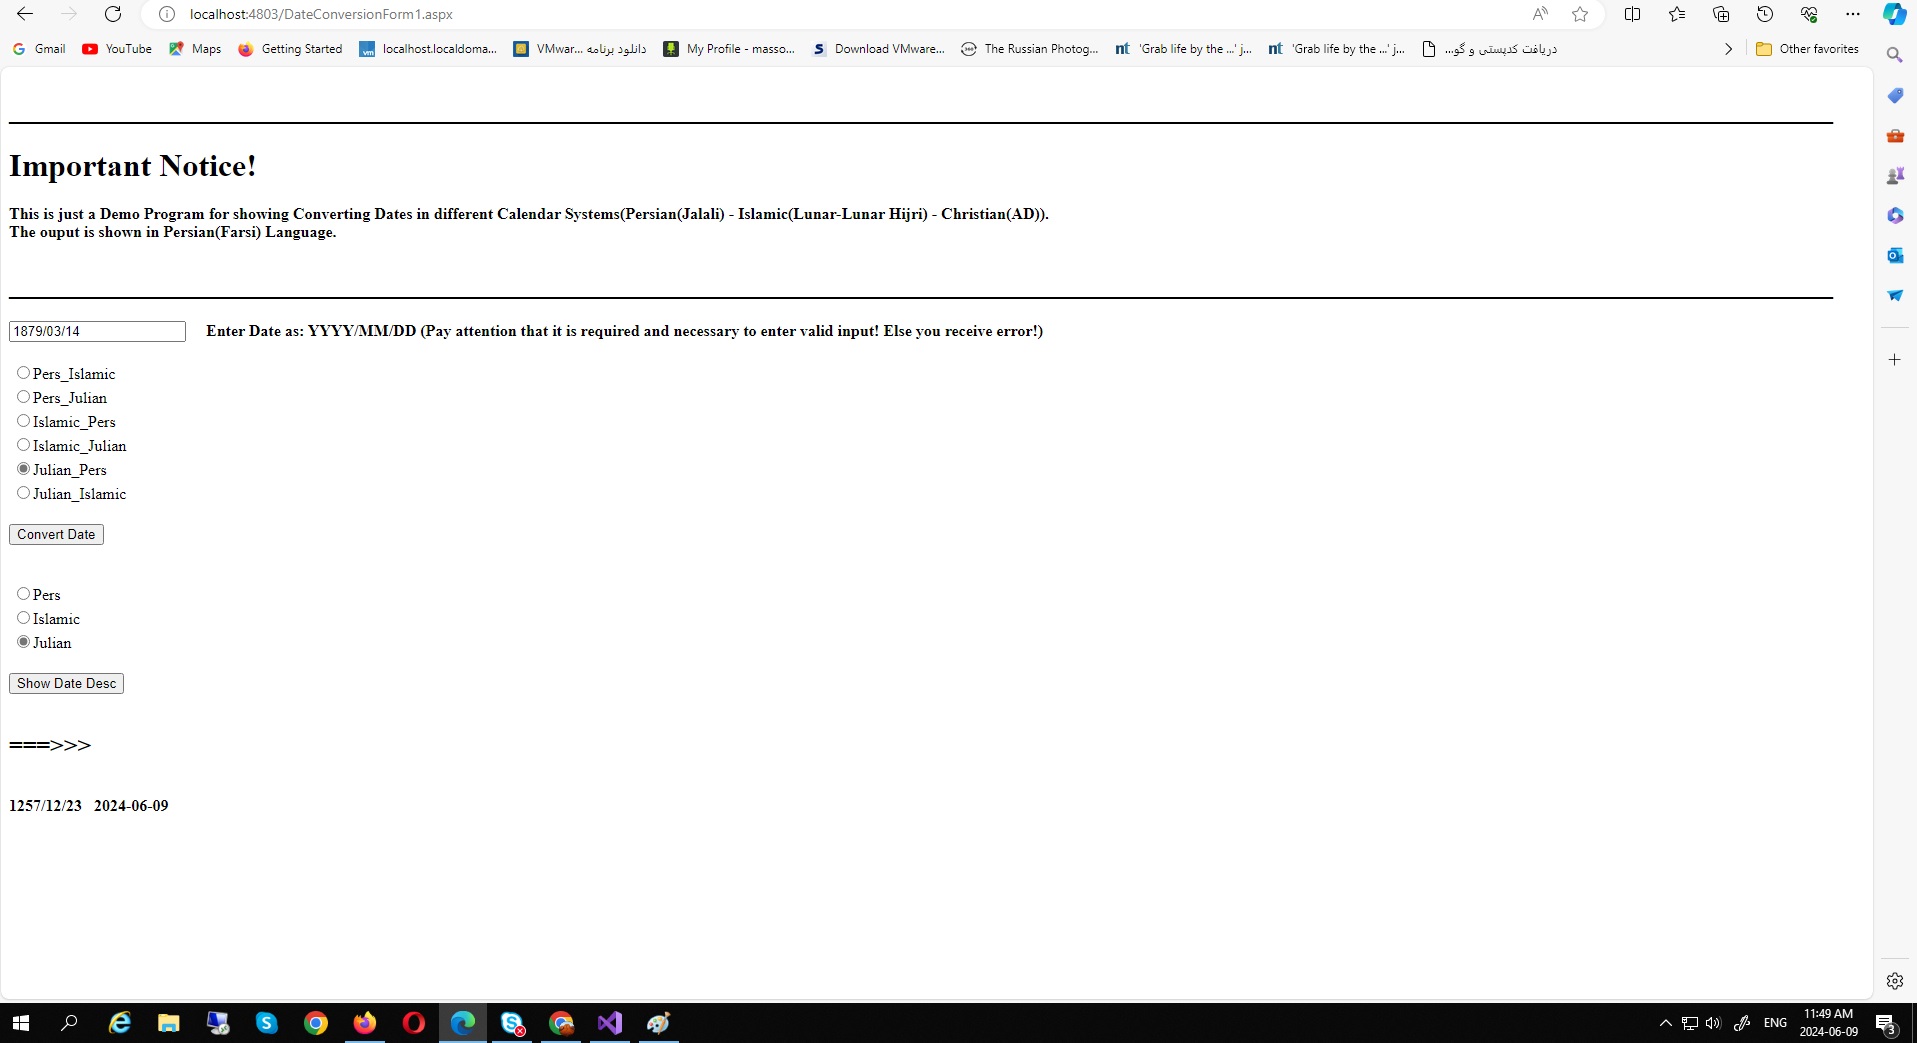 localhost:4803/DateConversionForm1.aspx
Gmail YouTube Maps Getting Started localhost.localdoma... VMwar... دانلود برنامه My Profile - masso... Download VMware... The Russian Photog... 'Grab life by the ...' j... 'Grab life by the ...' j... دریافت کدپستی و گو... Other favorites
Important Notice!
This is just a Demo Program for showing Converting Dates in different Calendar Systems(Persian(Jalali) - Islamic(Lunar-Lunar Hijri) - Christian(AD)).
The ouput is shown in Persian(Farsi) Language.
1879/03/14 Enter Date as: YYYY/MM/DD (Pay attention that it is required and necessary to enter valid input! Else you receive error!)
Pers_Islamic
Pers_Julian
Islamic_Pers
Islamic_Julian
Julian_Pers
Julian_Islamic
Convert Date
Pers
Islamic
Julian
Show Date Desc
===>>>
1257/12/23 2024-06-09
ENG 11:49 AM
2024-06-09 3